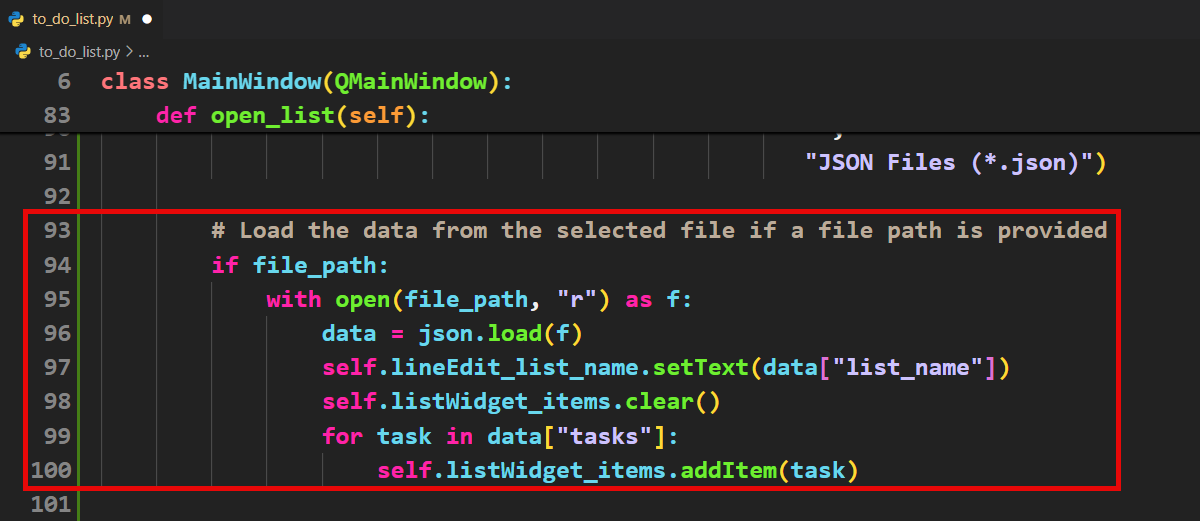 to_do_list.py M
to_do_list.py > ...
6 class MainWindow(QMainWindow):
83 def open_list(self):
91 "JSON Files (*.json)")
92
93 # Load the data from the selected file if a file path is provided
94 if file_path:
95 with open(file_path, "r") as f:
96 data = json.load(f)
97 self.lineEdit_list_name.setText(data["list_name"])
98 self.listWidget_items.clear()
99 for task in data["tasks"]:
100 self.listWidget_items.addItem(task)
101